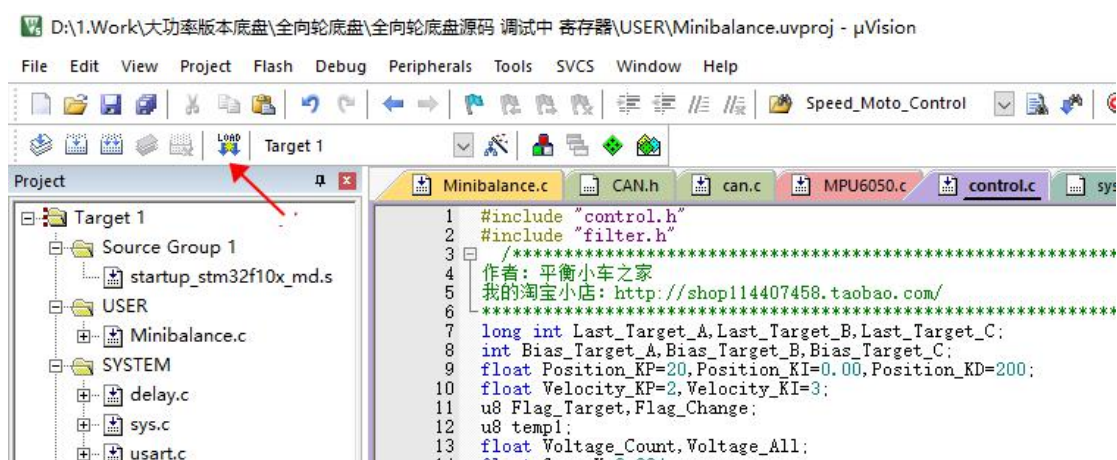 D:\1.Work\大功率版本底盘\全向轮底盘\全向轮底盘源码 调试中 寄存器\USER\Minibalance.uvproj - µVision
File Edit View Project Flash Debug Peripherals Tools SVCS Window Help
Speed_Moto_Control
LOAD Target 1
Project
Minibalance.c CAN.h can.c MPU6050.c control.c sys
Target 1
Source Group 1
startup_stm32f10x_md.s
USER
Minibalance.c
SYSTEM
delay.c
sys.c
usart.c
1 #include "control.h"
2 #include "filter.h"
3 /**************************************************************
4 作者：平衡小车之家
5 我的淘宝小店：http://shop114407458.taobao.com/
6 **************************************************************
7 long int Last_Target_A,Last_Target_B,Last_Target_C;
8 int Bias_Target_A,Bias_Target_B,Bias_Target_C;
9 float Position_KP=20,Position_KI=0.00,Position_KD=200;
10 float Velocity_KP=2,Velocity_KI=3;
11 u8 Flag_Target,Flag_Change;
12 u8 temp1;
13 float Voltage_Count,Voltage_All;